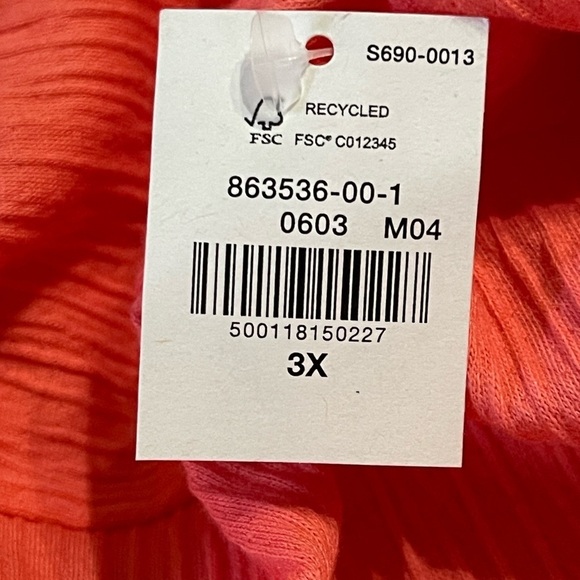 S690-0013
RECYCLED
FSC FSC® C012345
863536-00-1
0603 M04
500118150227
3X